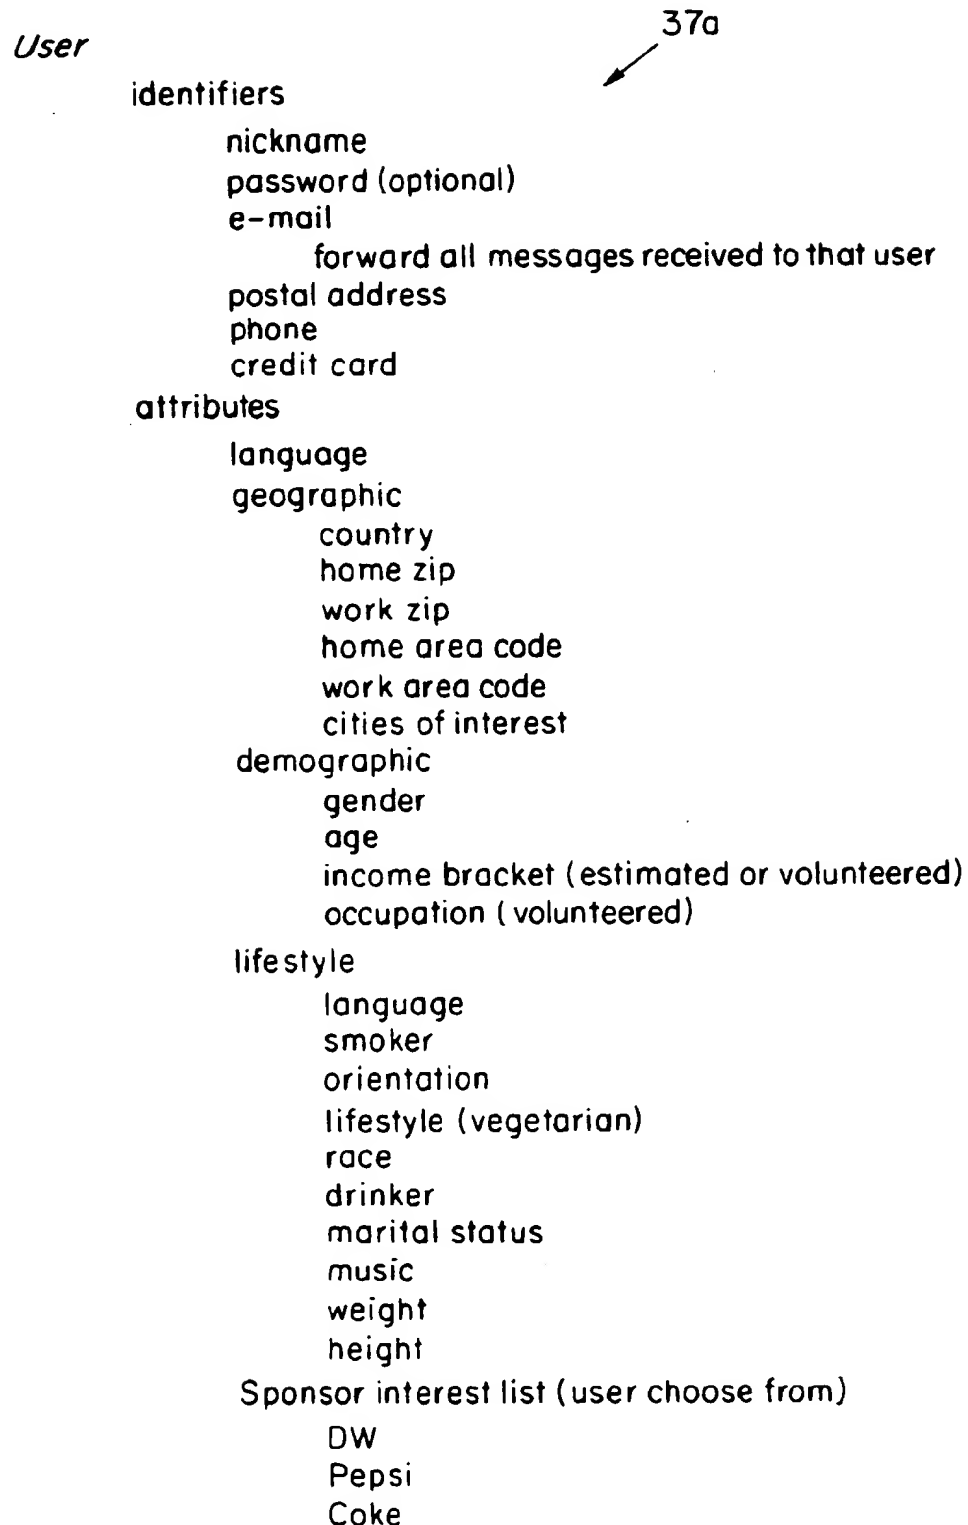 37a
User
identifiers
nickname
password (optional)
e-mail
forward all messages received to that user
postal address
phone
credit card
attributes
language
geographic
country
home zip
work zip
home area code
work area code
cities of interest
demographic
gender
age
income bracket (estimated or volunteered)
occupation (volunteered)
lifestyle
language
smoker
orientation
lifestyle (vegetarian)
race
drinker
marital status
music
weight
height
Sponsor interest list (user choose from)
DW
Pepsi
Coke